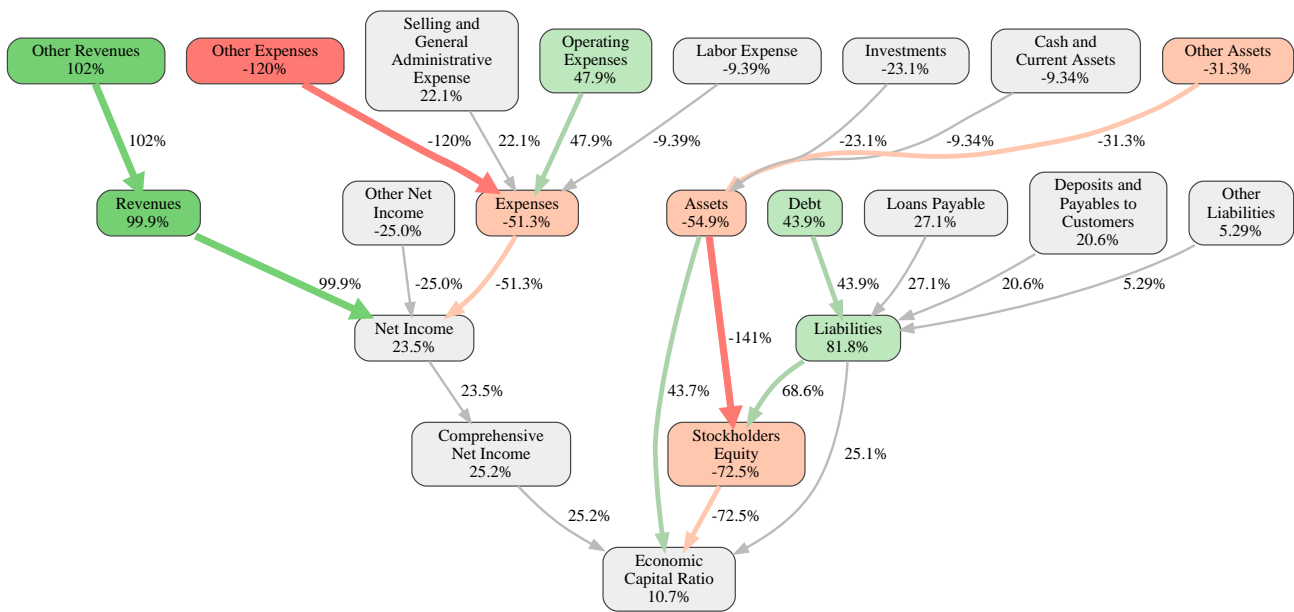 Other Revenues
102%
Other Expenses
-120%
Selling and
General
Administrative
Expense
22.1%
Operating
Expenses
47.9%
Labor Expense
-9.39%
Investments
-23.1%
Cash and
Current Assets
-9.34%
Other Assets
-31.3%
102%
-120%
22.1%
47.9%
-9.39%
-23.1%
-9.34%
-31.3%
Revenues
99.9%
Other Net
Income
-25.0%
Expenses
-51.3%
Assets
-54.9%
Debt
43.9%
Loans Payable
27.1%
Deposits and
Payables to
Customers
20.6%
Other
Liabilities
5.29%
99.9%
-25.0%
-51.3%
43.9%
27.1%
20.6%
5.29%
Net Income
23.5%
-141%
Liabilities
81.8%
23.5%
43.7%
68.6%
Comprehensive
Net Income
25.2%
Stockholders
Equity
-72.5%
25.1%
25.2%
-72.5%
Economic
Capital Ratio
10.7%